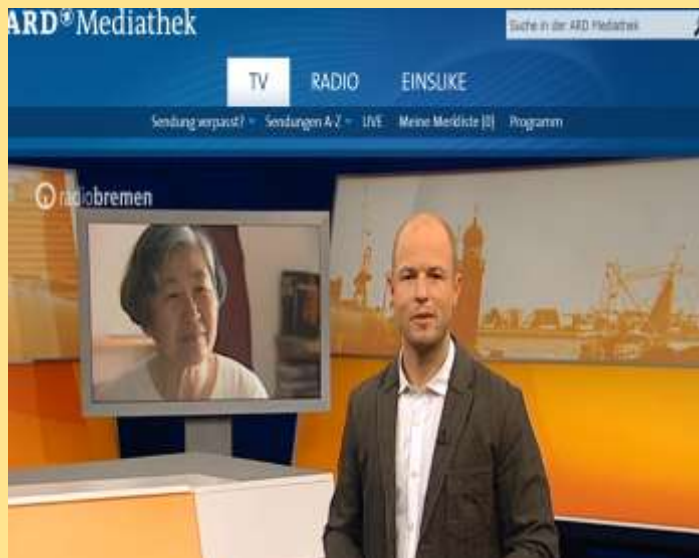 ARD Mediathek
Suche in der ARD Mediathek
TV RADIO EINSLIKE
Sendung verpasst? Sendungen A-Z LIVE Meine Merkliste (0) Programm
radiobremen